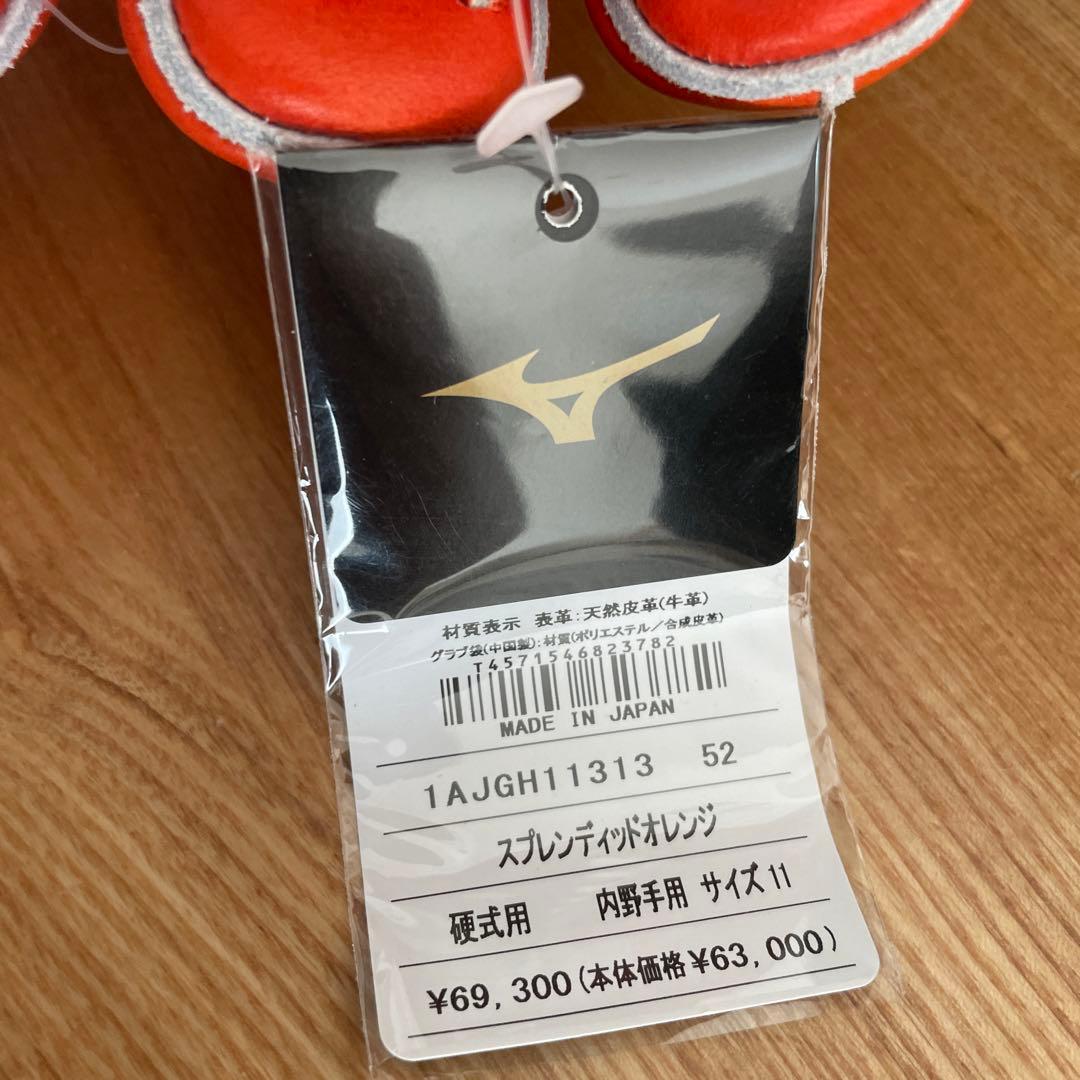 材質表示 表革:天然皮革(牛革)
グラブ袋(中国製):材質(ポリエステル/合成皮革)
T4571546823782
MADE IN JAPAN
1AJGH11313 52
スプレンディッドオレンジ
硬式用 内野手用 サイズ11
¥69,300(本体価格¥63,000)